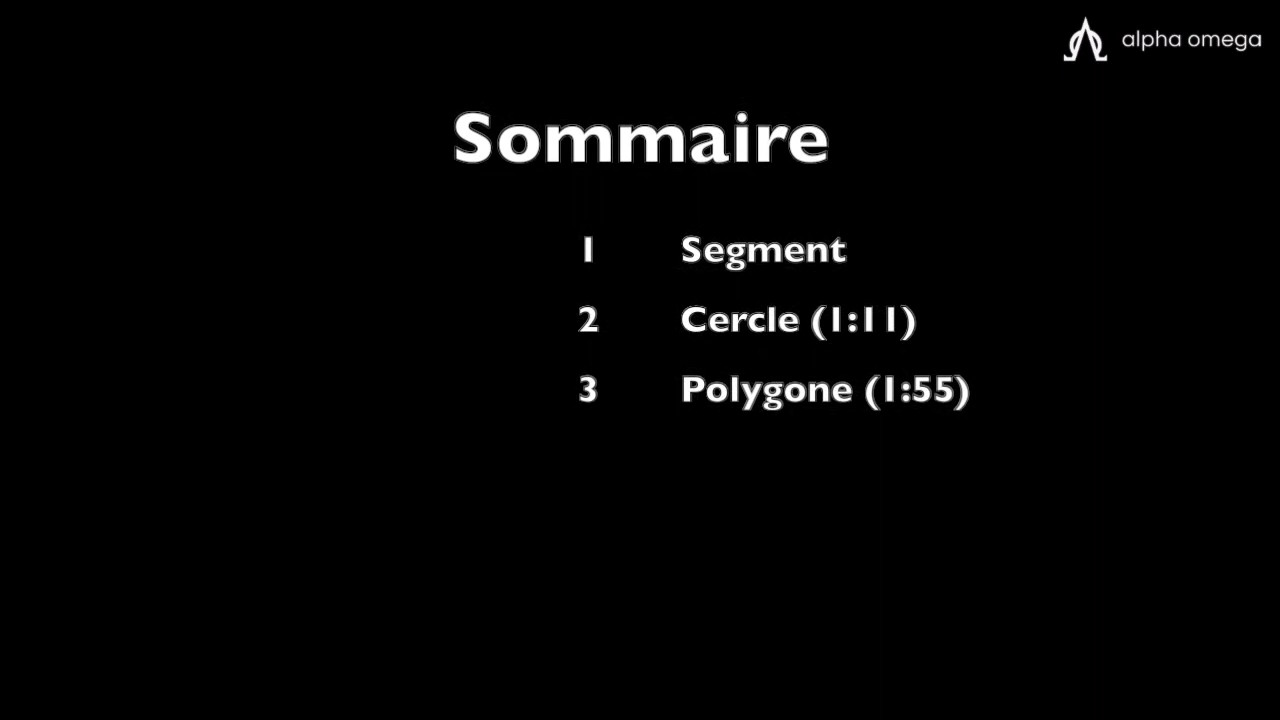 alpha omega
Sommaire
1 Segment
2 Cercle (1:11)
3 Polygone (1:55)